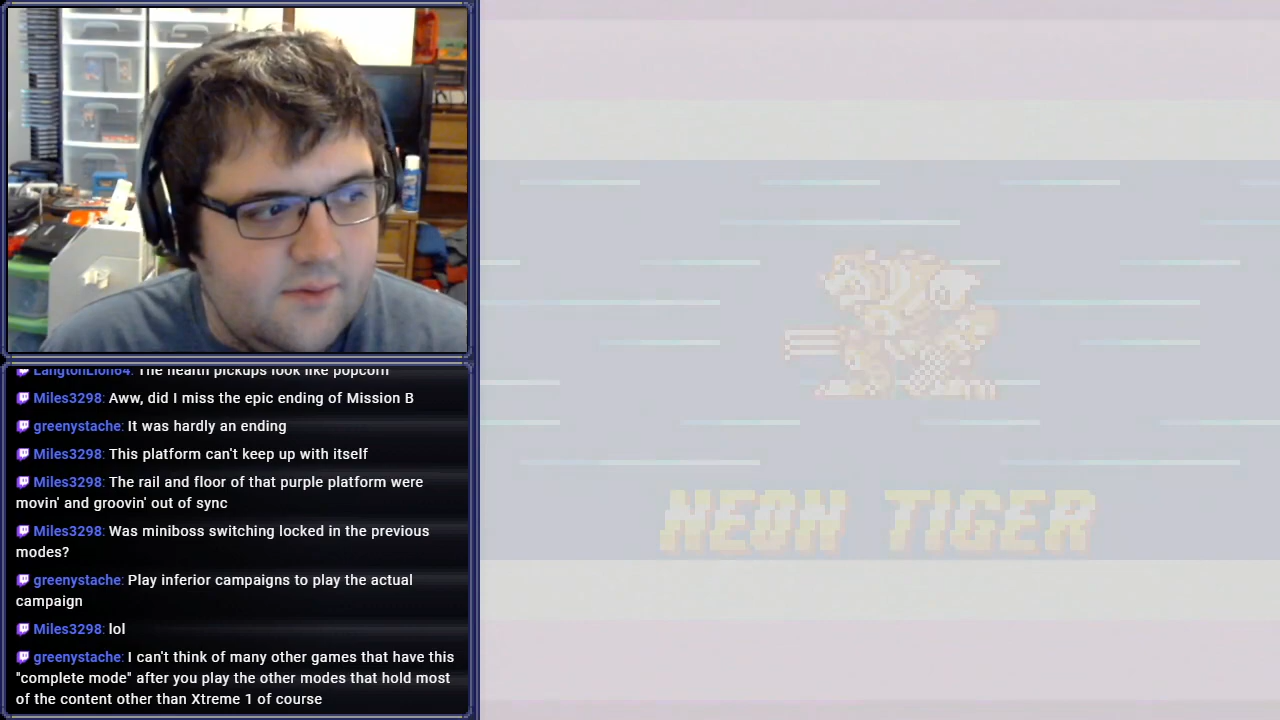 LangtonLion64: The health pickups look like popcorn
Miles3298: Aww, did I miss the epic ending of Mission B
greenystache: It was hardly an ending
Miles3298: This platform can't keep up with itself
Miles3298: The rail and floor of that purple platform were
movin' and groovin' out of sync
Miles3298: Was miniboss switching locked in the previous
modes?
greenystache: Play inferior campaigns to play the actual
campaign
Miles3298: lol
greenystache: I can't think of many other games that have this
"complete mode" after you play the other modes that hold most
of the content other than Xtreme 1 of course
NEON TIGER